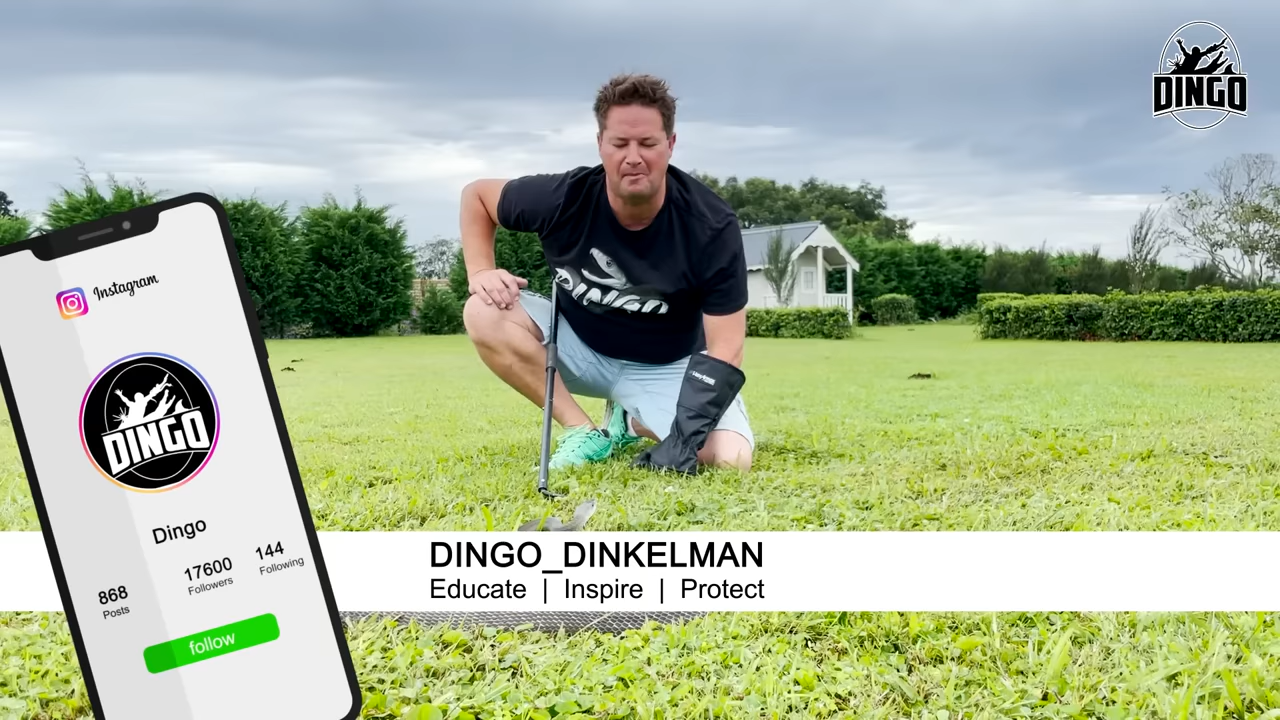 DINGO
Instagram
DINGO
DINGO
Dingo
868
Posts
17600
Followers
144
Following
follow
DINGO_DINKELMAN
Educate | Inspire | Protect